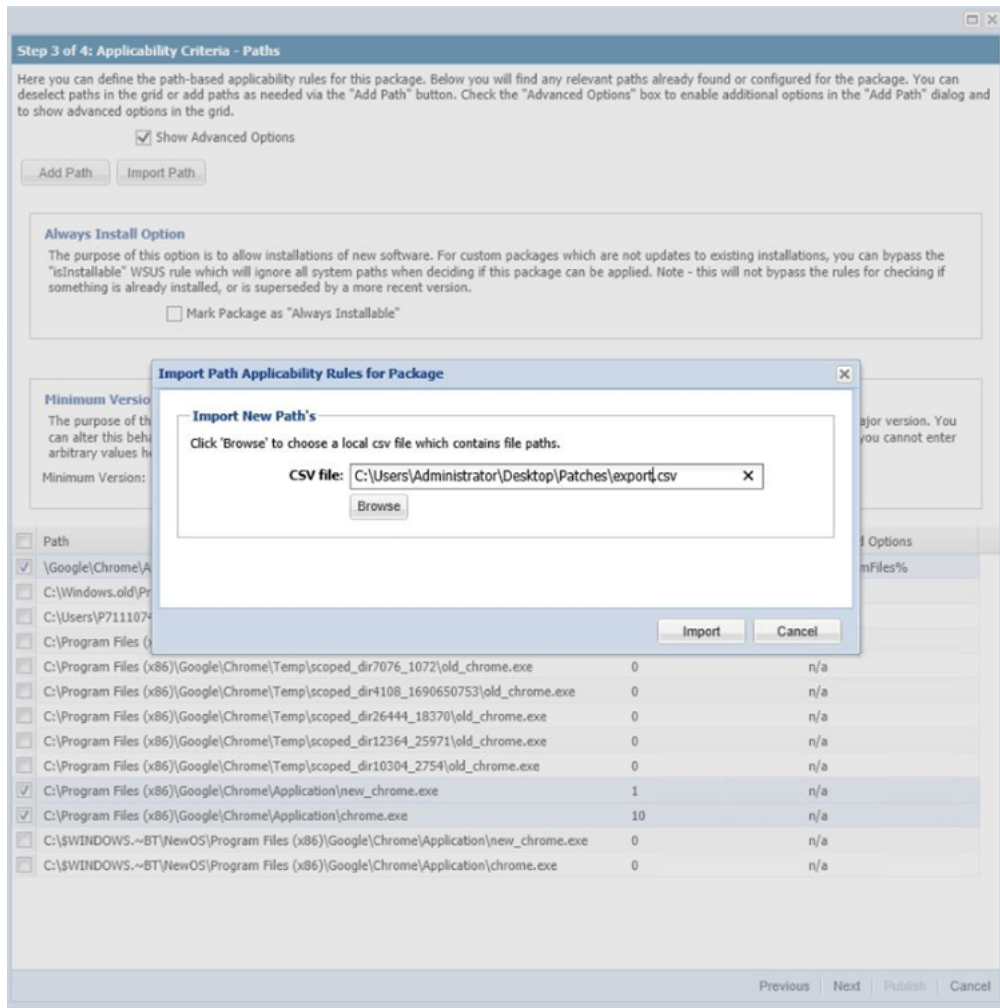 Step 3 of 4: Applicability Criteria - Paths
Here you can define the path-based applicability rules for this package. Below you will find any relevant paths already found or configured for the package. You can
deselect paths in the grid or add paths as needed via the "Add Path" button. Check the "Advanced Options" box to enable additional options in the "Add Path" dialog and
to show advanced options in the grid.
Show Advanced Options
Add Path Import Path
Always Install Option
The purpose of this option is to allow installations of new software. For custom packages which are not updates to existing installations, you can bypass the
"isInstallable" WSUS rule which will ignore all system paths when deciding if this package can be applied. Note - this will not bypass the rules for checking if
something is already installed, or is superseded by a more recent version.
Mark Package as "Always Installable"
Import Path Applicability Rules for Package
Import New Path's
Click 'Browse' to choose a local csv file which contains file paths.
CSV file: C:\Users\Administrator\Desktop\Patches\export.csv
Browse
Import Cancel
Minimum Versio
The purpose of th ajor version. You
can alter this beha you cannot enter
arbitrary values h
Minimum Version:
Path d Options
\Google\Chrome\A mFiles%
C:\Windows.old\Pr
C:\Users\P7111074
C:\Program Files (
C:\Program Files (x86)\Google\Chrome\Temp\scoped_dir7076_1072\old_chrome.exe 0 n/a
C:\Program Files (x86)\Google\Chrome\Temp\scoped_dir4108_1690650753\old_chrome.exe 0 n/a
C:\Program Files (x86)\Google\Chrome\Temp\scoped_dir26444_18370\old_chrome.exe 0 n/a
C:\Program Files (x86)\Google\Chrome\Temp\scoped_dir12364_25971\old_chrome.exe 0 n/a
C:\Program Files (x86)\Google\Chrome\Temp\scoped_dir10304_2754\old_chrome.exe 0 n/a
C:\Program Files (x86)\Google\Chrome\Application\new_chrome.exe 1 n/a
C:\Program Files (x86)\Google\Chrome\Application\chrome.exe 10 n/a
C:\$WINDOWS.~BT\NewOS\Program Files (x86)\Google\Chrome\Application\new_chrome.exe 0 n/a
C:\$WINDOWS.~BT\NewOS\Program Files (x86)\Google\Chrome\Application\chrome.exe 0 n/a
Previous Next Publish Cancel